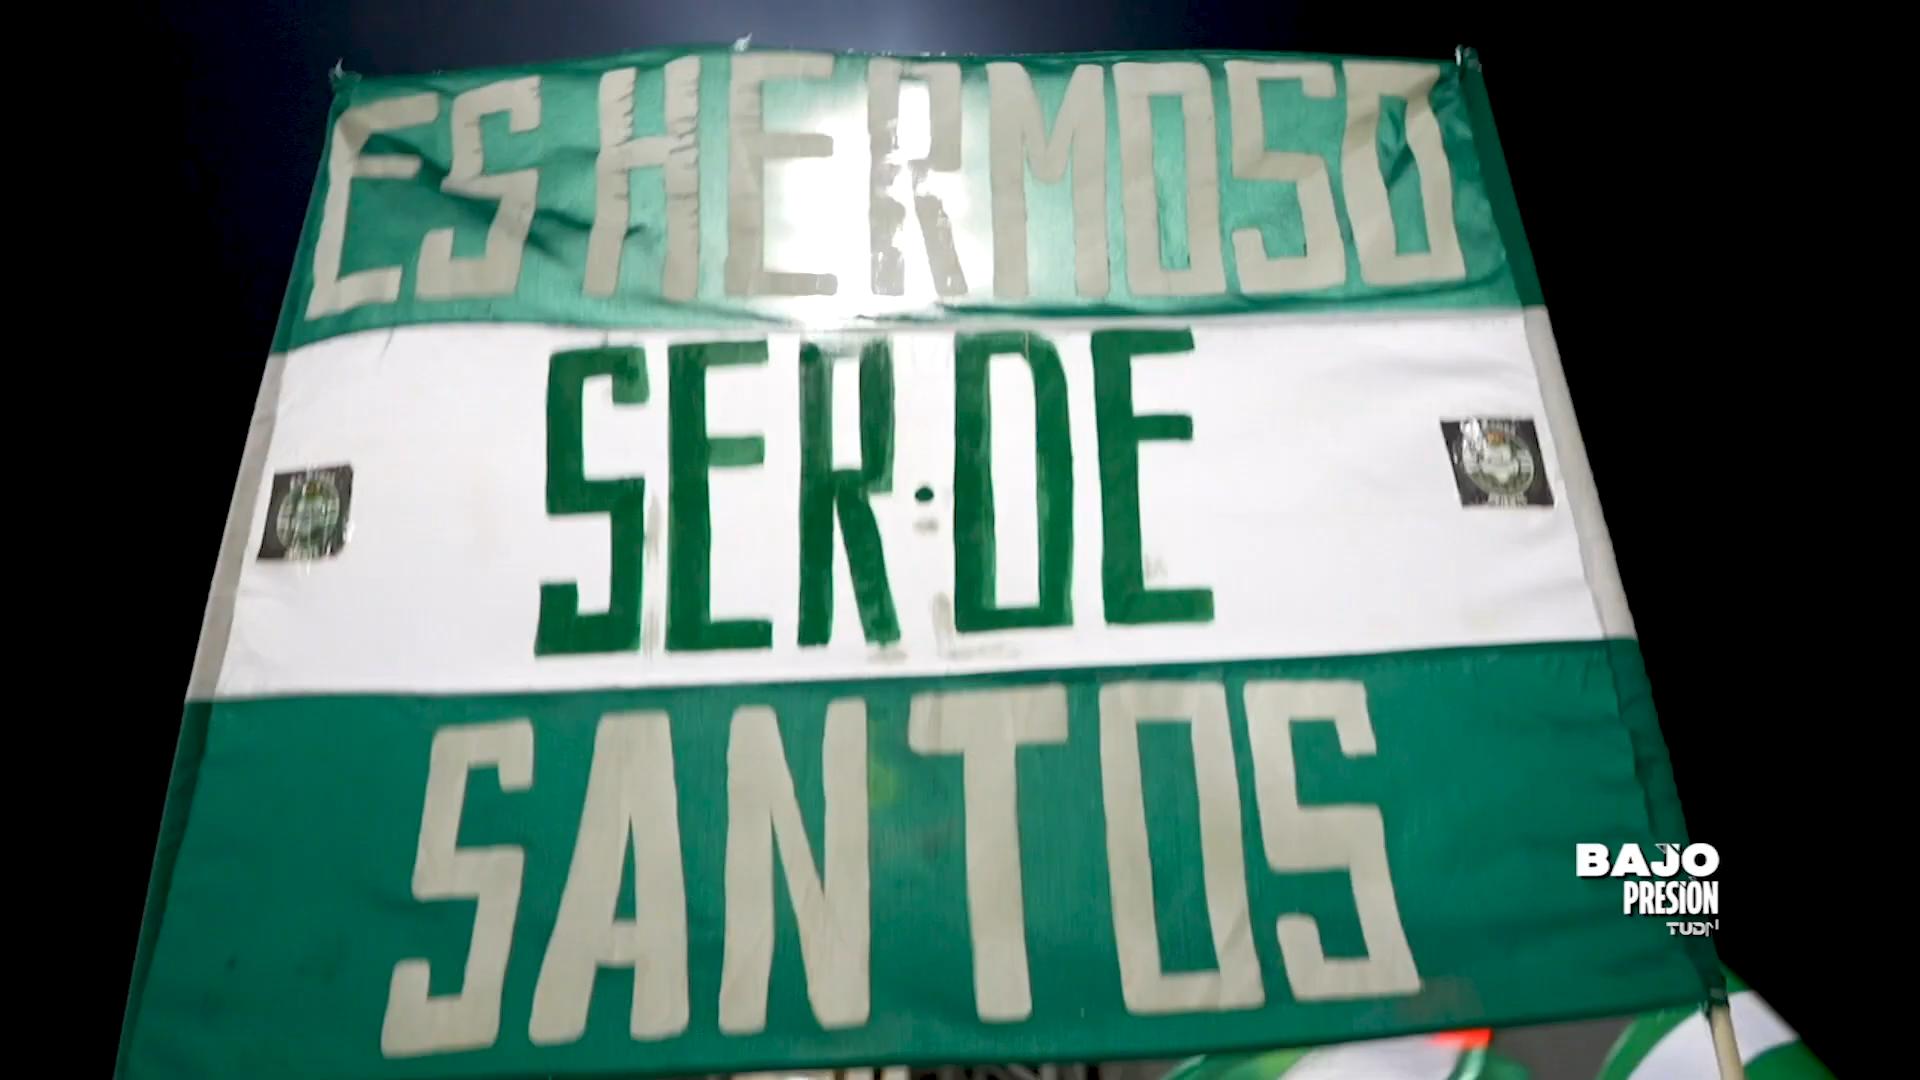 ES HERMOSO
SER DE
SANTOS
BAJO
PRESIÓN
TUDN